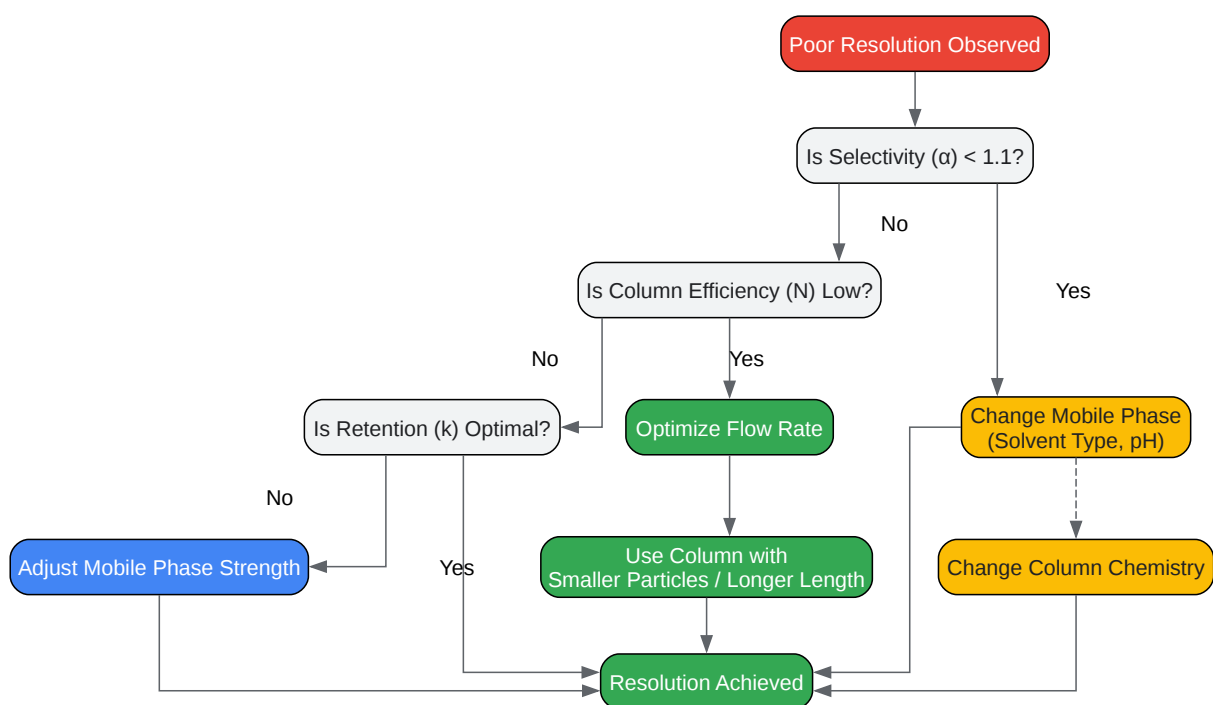 Poor Resolution Observed
Is Selectivity (α) < 1.1?
No
Is Column Efficiency (N) Low?
Yes
No
Yes
Is Retention (k) Optimal?
Optimize Flow Rate
Change Mobile Phase
(Solvent Type, pH)
No
Adjust Mobile Phase Strength
Yes
Use Column with
Smaller Particles / Longer Length
Change Column Chemistry
Resolution Achieved